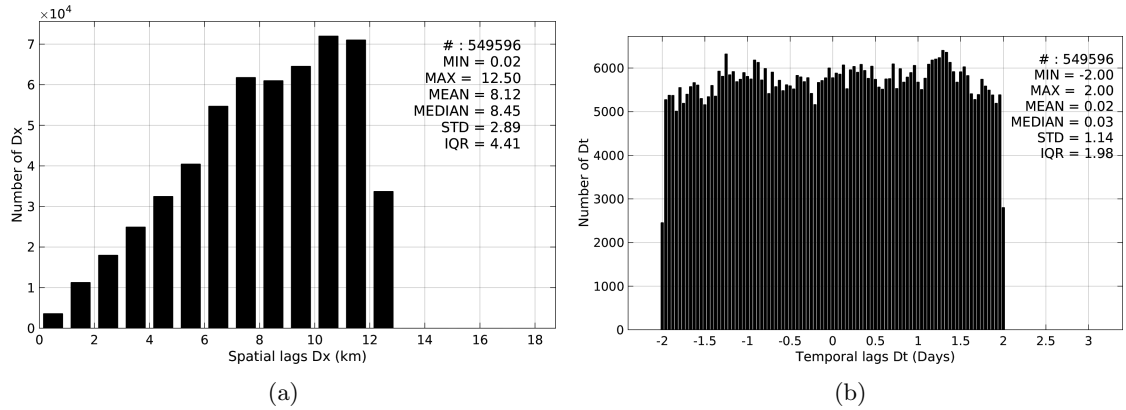 ×10⁴
7
6
5
4
3
2
1
0
Number of Dx
# : 549596
MIN = 0.02
MAX = 12.50
MEAN = 8.12
MEDIAN = 8.45
STD = 2.89
IQR = 4.41
0 2 4 6 8 10 12 14 16 18
Spatial lags Dx (km)
(a)
6000
5000
4000
3000
2000
1000
0
Number of Dt
# : 549596
MIN = -2.00
MAX = 2.00
MEAN = 0.02
MEDIAN = 0.03
STD = 1.14
IQR = 1.98
-2 -1.5 -1 -0.5 0 0.5 1 1.5 2 2.5 3
Temporal lags Dt (Days)
(b)